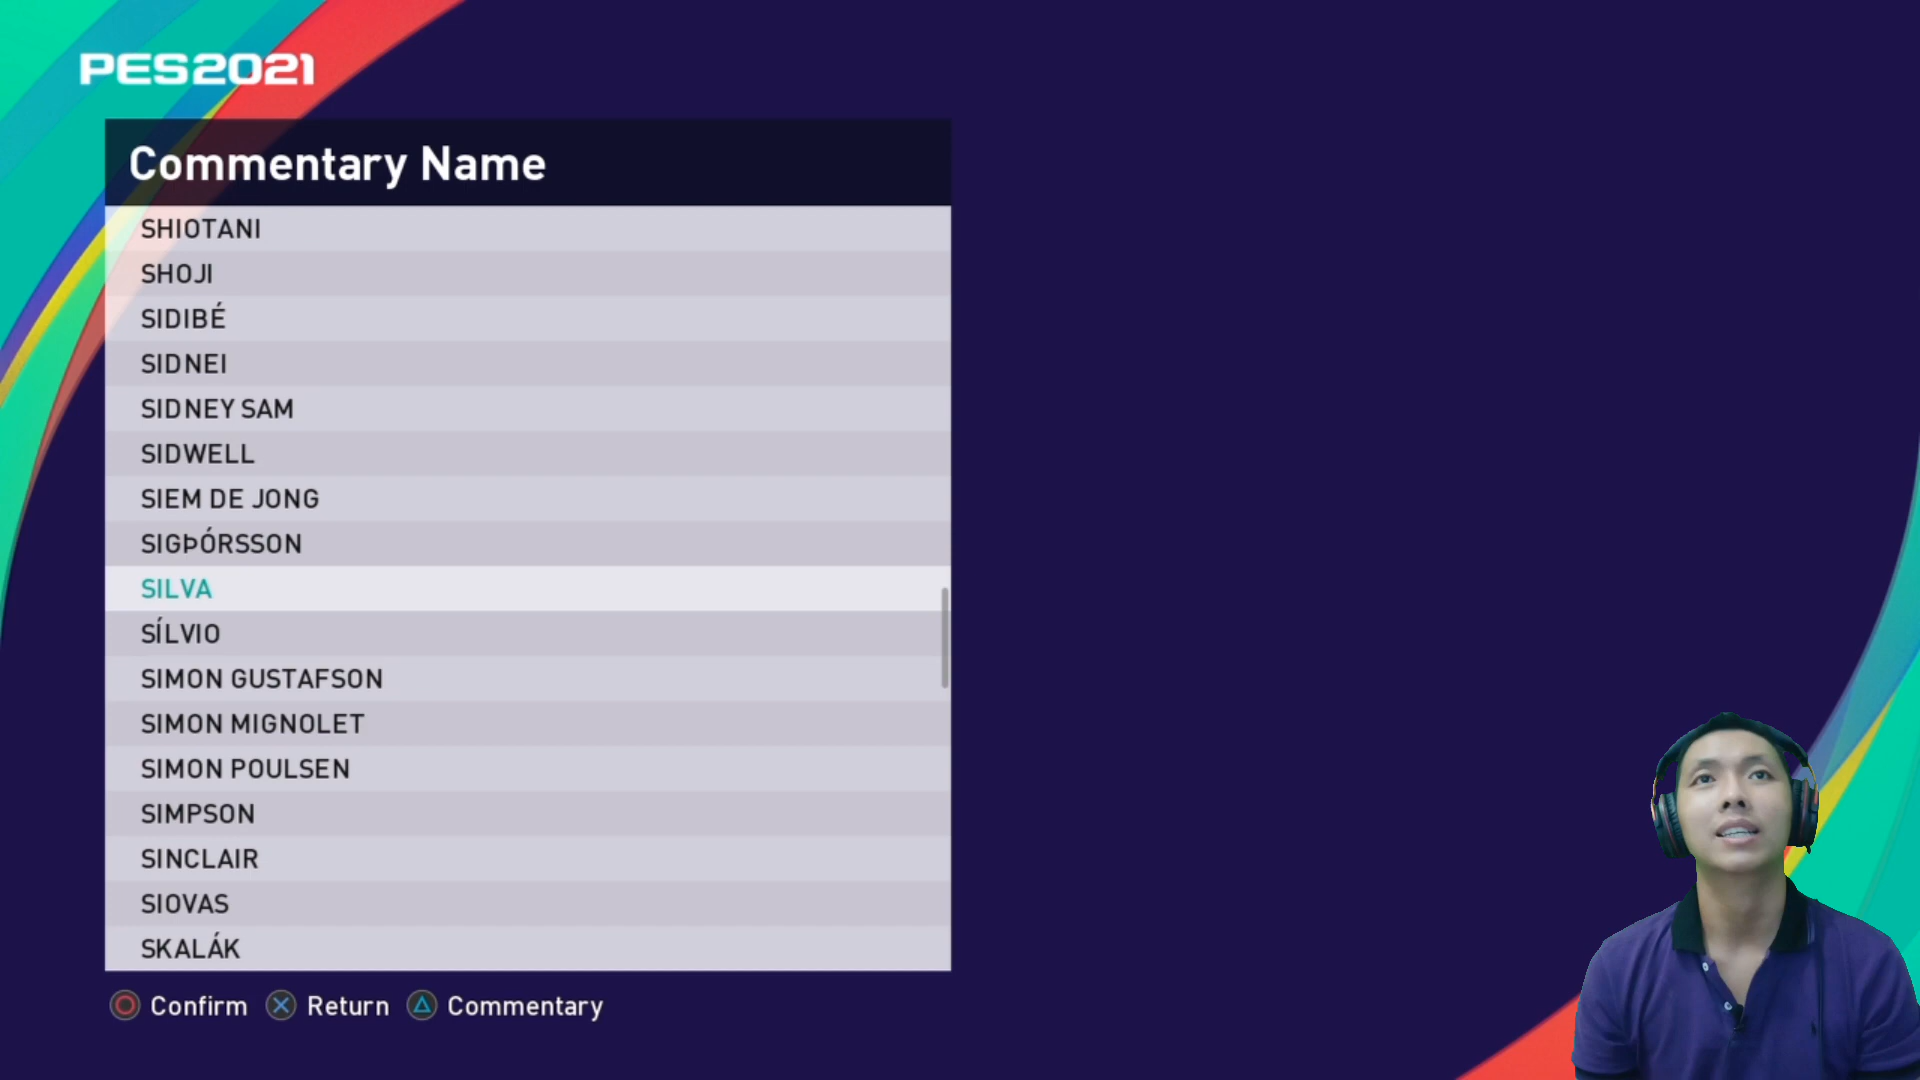 PES2021
Commentary Name
SHIOTANI
SHOJI
SIDIBÉ
SIDNEI
SIDNEY SAM
SIDWELL
SIEM DE JONG
SIGÞÓRSSON
SILVA
SÍLVIO
SIMON GUSTAFSON
SIMON MIGNOLET
SIMON POULSEN
SIMPSON
SINCLAIR
SIOVAS
SKALÁK
Confirm Return Commentary